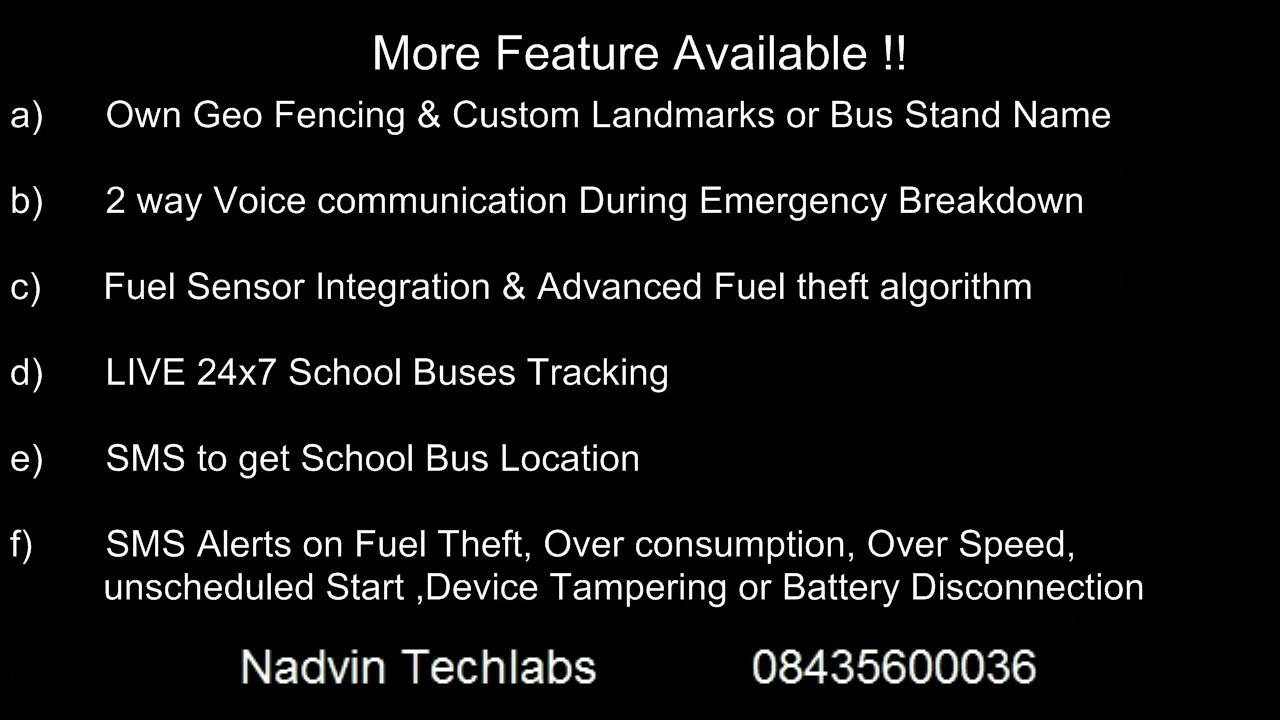 More Feature Available !!
a) Own Geo Fencing & Custom Landmarks or Bus Stand Name
b) 2 way Voice communication During Emergency Breakdown
c) Fuel Sensor Integration & Advanced Fuel theft algorithm
d) LIVE 24x7 School Buses Tracking
e) SMS to get School Bus Location
f) SMS Alerts on Fuel Theft, Over consumption, Over Speed,
unscheduled Start ,Device Tampering or Battery Disconnection
Nadvin Techlabs 08435600036